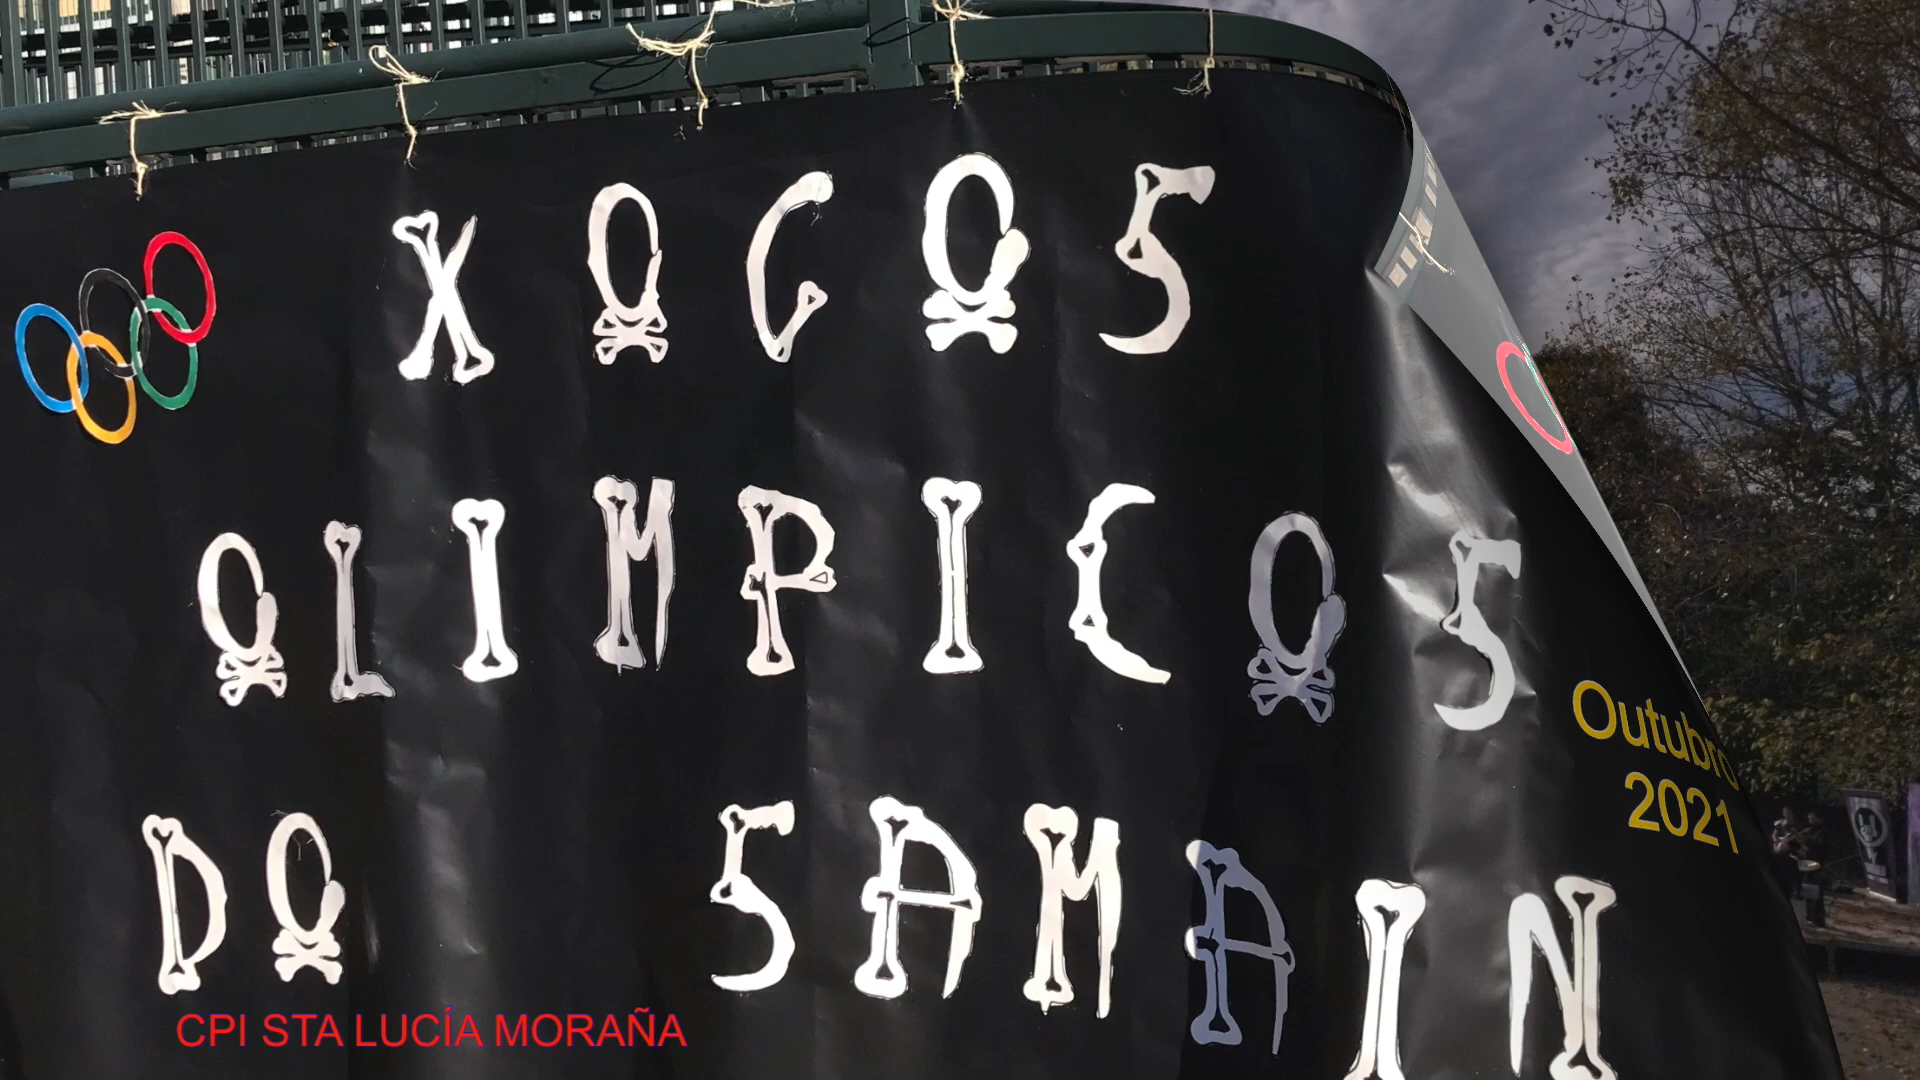 XOGOS
OLIMPICOS
DO SAMAIN
Outubro
2021
CPI STA LUCÍA MORAÑA